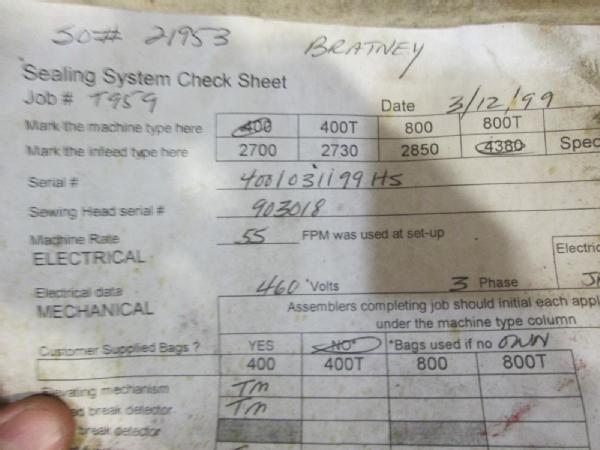 SO# 21953 BRATNEY
Sealing System Check Sheet
Job # T959 Date 3/12/99
Mark the machine type here 400 400T 800 800T
Mark the infeed type here 2700 2730 2850 4380 Spec
Serial # 4001031199HS
Sewing Head serial # 903018
Machine Rate 55 FPM was used at set-up
ELECTRICAL Electric
Electrical data 460 Volts 3 Phase
MECHANICAL Assemblers completing job should initial each appl
under the machine type column
Customer Supplied Bags ? YES NO* *Bags used if no OWN
400 400T 800 800T
Elevating mechanism TM
break detector TM
break detector